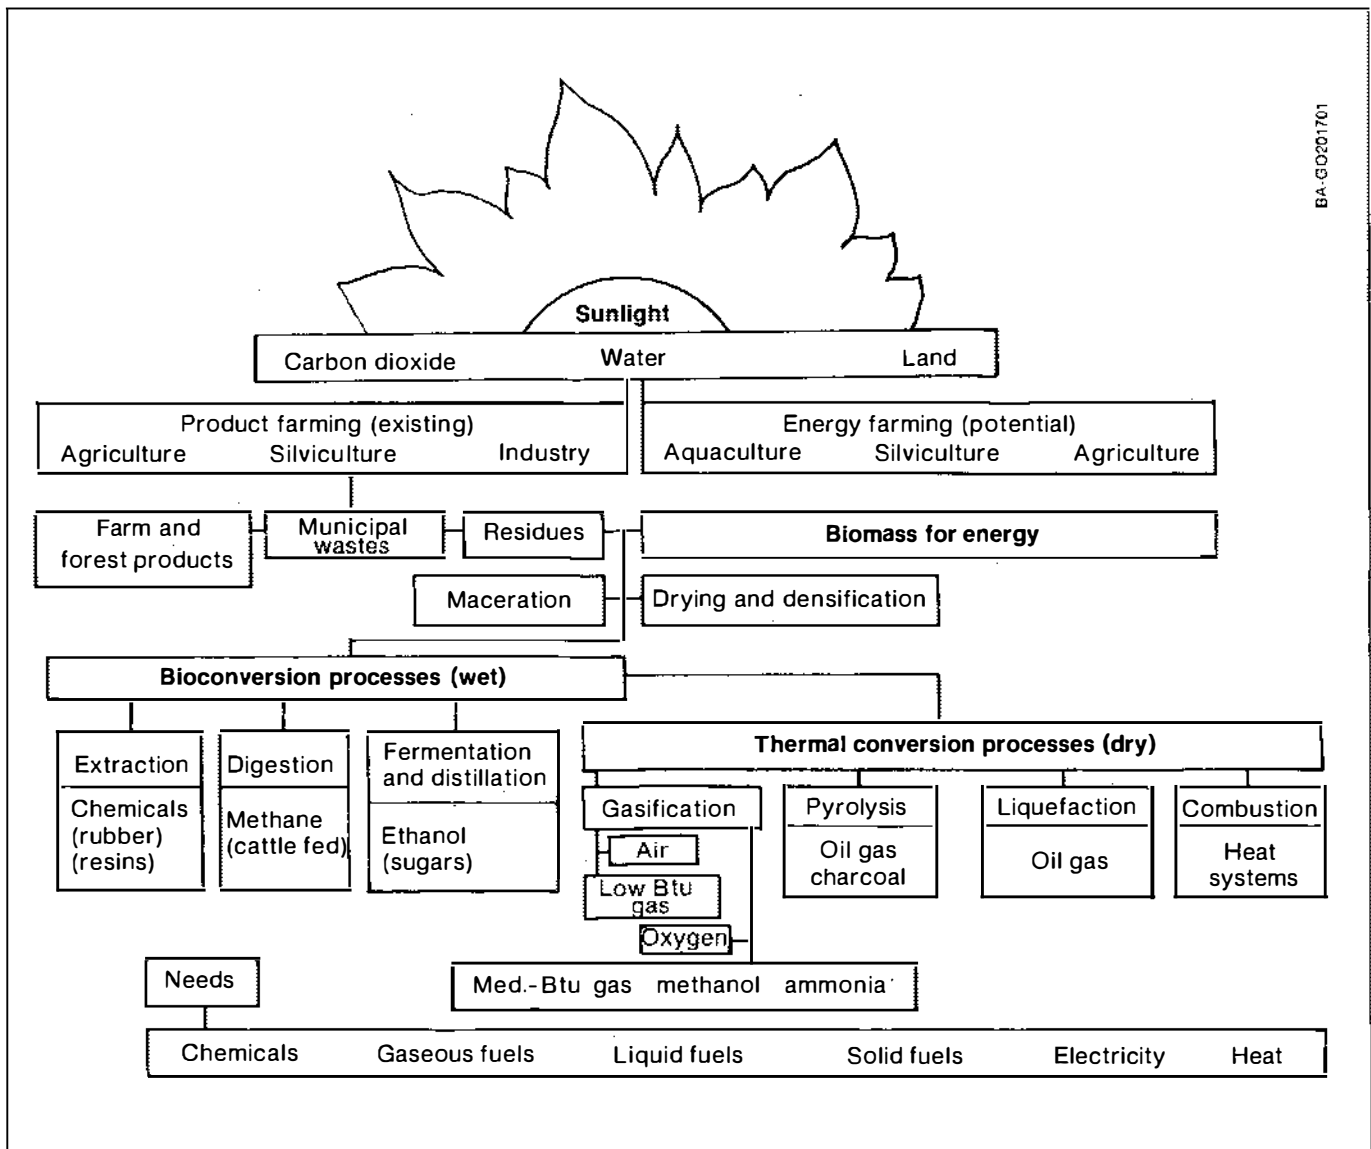 BA-GO201701
Sunlight
Carbon dioxide Water Land
Product farming (existing)
Agriculture Silviculture Industry
Energy farming (potential)
Aquaculture Silviculture Agriculture
Farm and
forest products
Municipal
wastes
Residues
Biomass for energy
Maceration
Drying and densification
Bioconversion processes (wet)
Extraction
Chemicals
(rubber)
(resins)
Digestion
Methane
(cattle fed)
Fermentation
and distillation
Ethanol
(sugars)
Thermal conversion processes (dry)
Gasification
Air
Low Btu
gas
Oxygen
Med.-Btu gas methanol ammonia
Pyrolysis
Oil gas
charcoal
Liquefaction
Oil gas
Combustion
Heat
systems
Needs
Chemicals Gaseous fuels Liquid fuels Solid fuels Electricity Heat